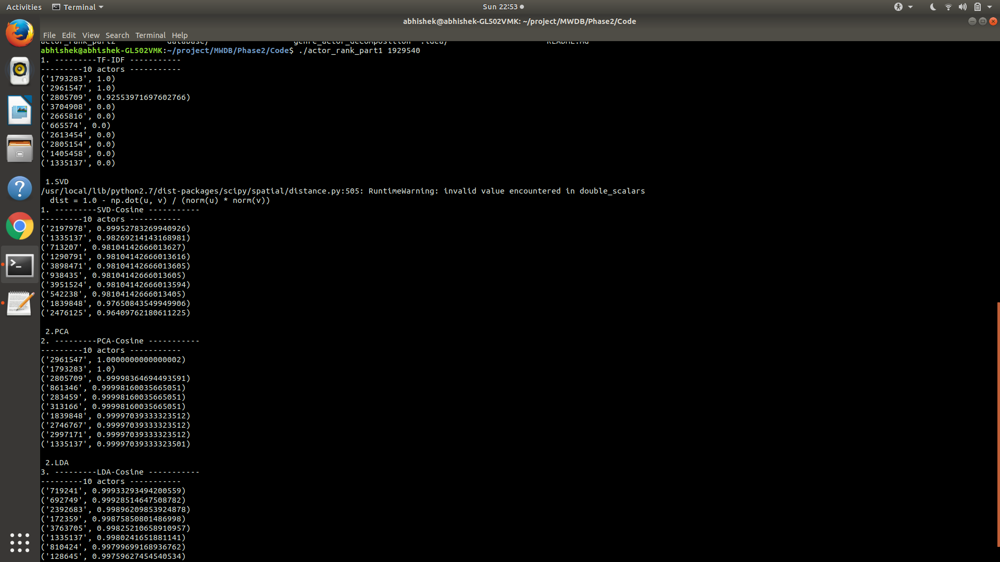 Activities Terminal Sun 22:53
abhishek@abhishek-GL502VMK: ~/project/MWDB/Phase2/Code
File Edit View Search Terminal Help
actor_rank_part2 database/ genre_actor_decomposition .idea/ README.md
abhishek@abhishek-GL502VMK:~/project/MWDB/Phase2/Code$ ./actor_rank_part1 1929540
1. ---------TF-IDF -----------
---------10 actors -----------
('1793283', 1.0)
('2961547', 1.0)
('2805709', 0.92553971697602766)
('3704908', 0.0)
('2665816', 0.0)
('665574', 0.0)
('2613454', 0.0)
('2805154', 0.0)
('1405458', 0.0)
('1335137', 0.0)
1.SVD
/usr/local/lib/python2.7/dist-packages/scipy/spatial/distance.py:505: RuntimeWarning: invalid value encountered in double_scalars
dist = 1.0 - np.dot(u, v) / (norm(u) * norm(v))
1. ---------SVD-Cosine -----------
---------10 actors -----------
('2197978', 0.99952783269940926)
('1335137', 0.98269214143168981)
('713207', 0.98104142666013627)
('1290791', 0.98104142666013616)
('3898471', 0.98104142666013605)
('938435', 0.98104142666013605)
('3951524', 0.98104142666013594)
('542238', 0.98104142666013405)
('1839848', 0.97650843549949906)
('2476125', 0.96409762180611225)
2.PCA
2. ---------PCA-Cosine -----------
---------10 actors -----------
('2961547', 1.0000000000000002)
('1793283', 1.0)
('2805709', 0.99998364694493591)
('861346', 0.99998160035665051)
('283459', 0.99998160035665051)
('313166', 0.99998160035665051)
('1839848', 0.99997039333323512)
('2746767', 0.99997039333323512)
('2997171', 0.99997039333323512)
('1335137', 0.99997039333323501)
2.LDA
3. ---------LDA-Cosine -----------
---------10 actors -----------
('719241', 0.99933293494200559)
('692749', 0.99928514647508782)
('2392683', 0.99896209853924878)
('172359', 0.99875850801486998)
('3763705', 0.99825210658910957)
('1335137', 0.9980241651881141)
('810424', 0.99799699168936762)
('128645', 0.99759627454540534)